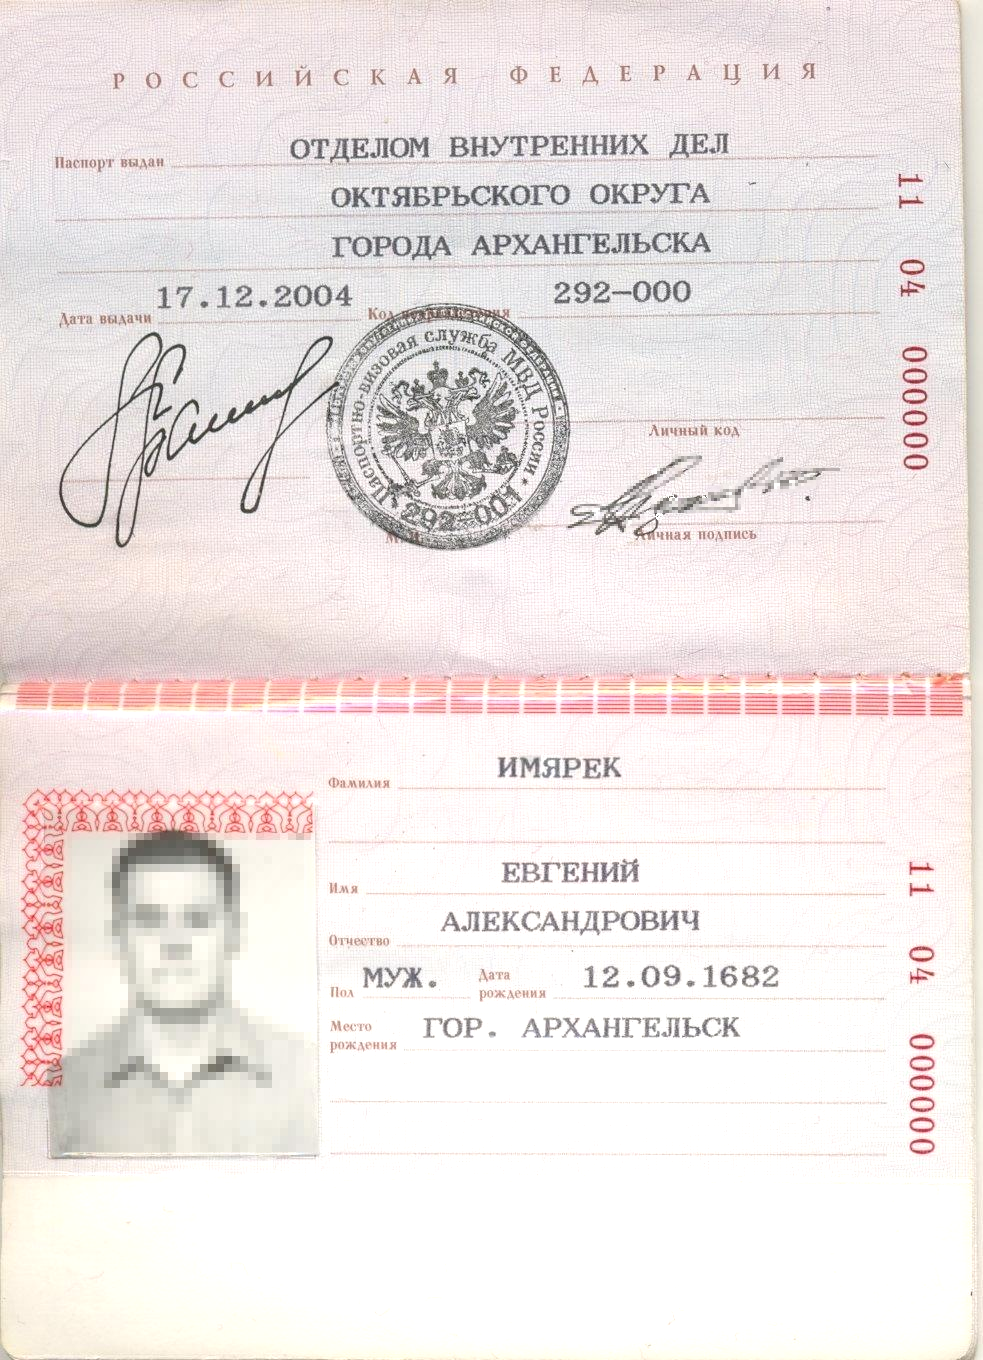 РОССИЙСКАЯ ФЕДЕРАЦИЯ
Паспорт выдан ОТДЕЛОМ ВНУТРЕННИХ ДЕЛ
ОКТЯБРЬСКОГО ОКРУГА
ГОРОДА АРХАНГЕЛЬСКА
Дата выдачи 17.12.2004 Код подразделения 292-000
Паспортно-визовая служба МВД России
292-001
Личный код
М.П.
Личная подпись
11 04 000000
Фамилия ИМЯРЕК
Имя ЕВГЕНИЙ
Отчество АЛЕКСАНДРОВИЧ
Пол МУЖ. Дата рождения 12.09.1682
Место рождения ГОР. АРХАНГЕЛЬСК
11 04 000000